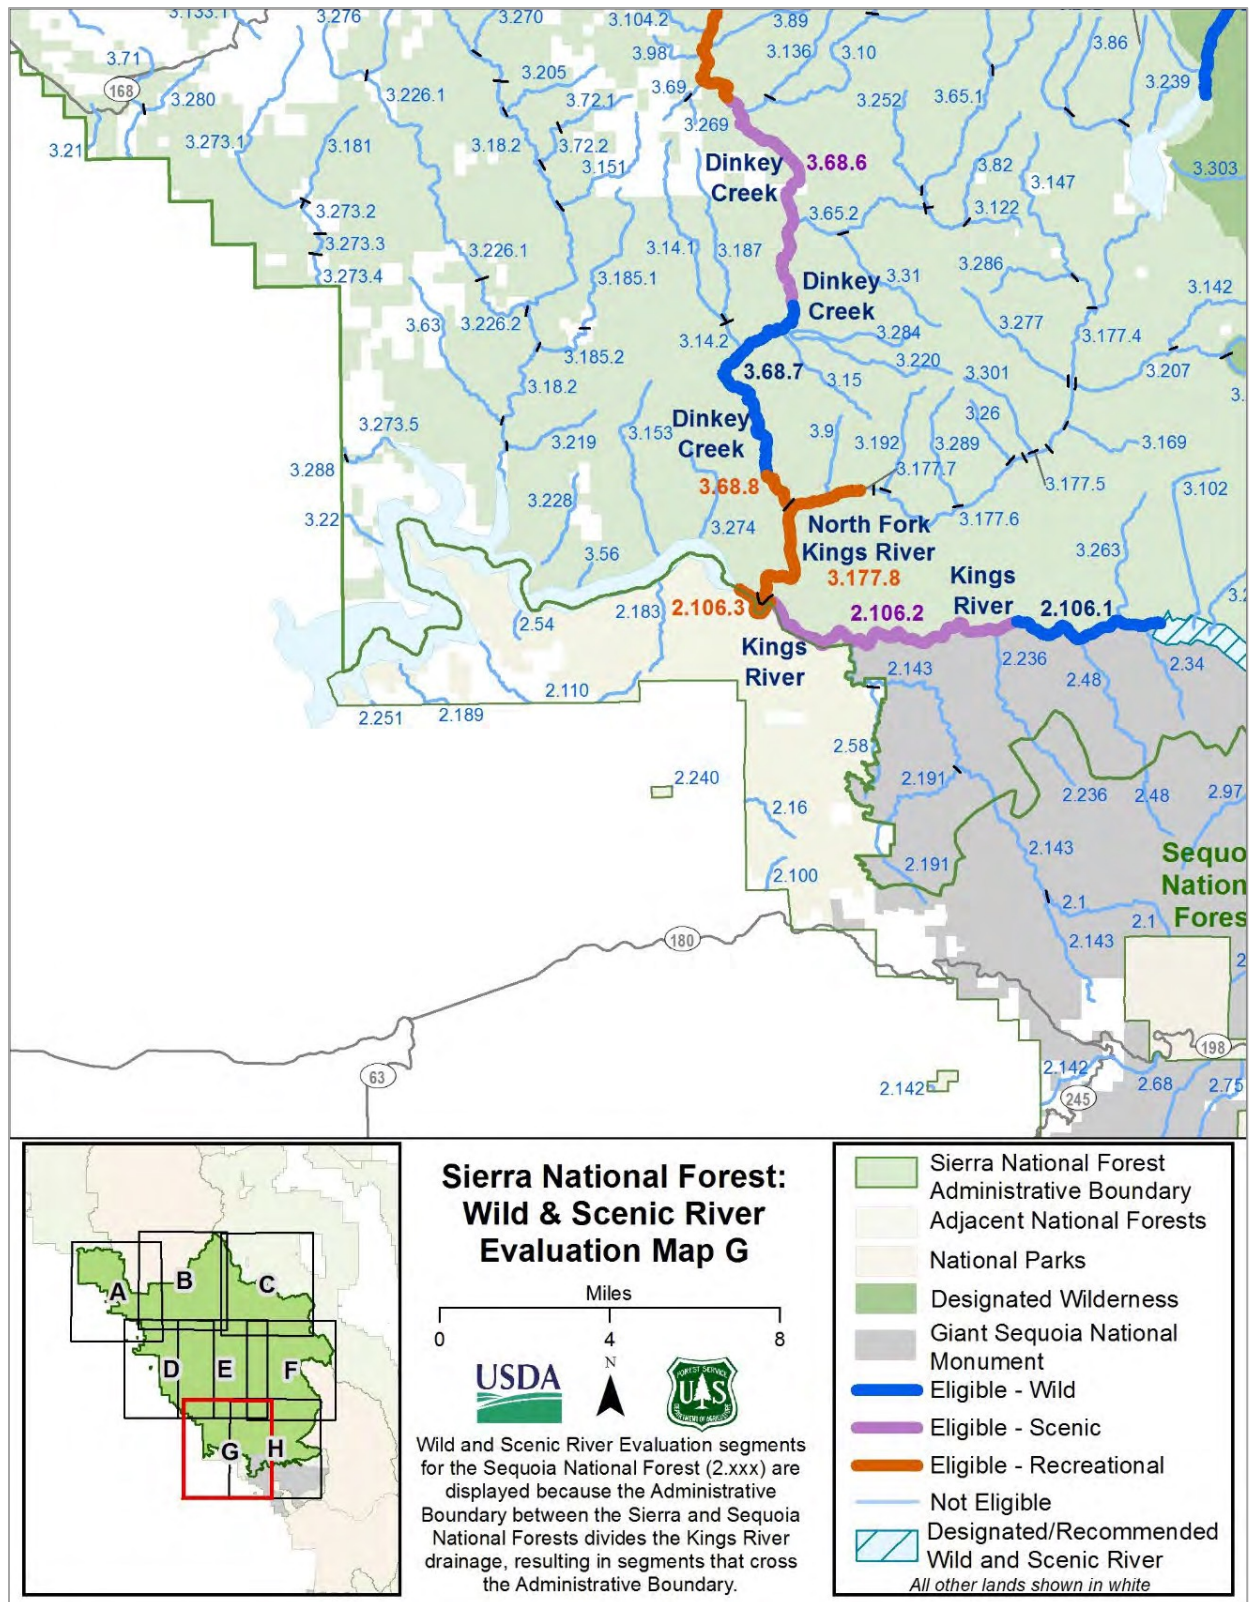 3.133.1
3.276
3.270
3.104.2
3.89
3.71
3.98
3.136
3.10
3.86
168
3.280
3.226.1
3.205
3.69
3.239
3.72.1
3.252
3.65.1
3.21
3.273.1
3.181
3.18.2
3.72.2
3.269
3.151
Dinkey
Creek
3.68.6
3.82
3.147
3.303
3.273.2
3.65.2
3.122
3.273.3
3.226.1
3.14.1
3.187
3.273.4
3.185.1
Dinkey
Creek
3.31
3.286
3.142
3.63
3.226.2
3.14.2
3.284
3.277
3.177.4
3.185.2
3.68.7
3.220
3.301
3.207
3.18.2
3.15
3.
3.273.5
3.153
Dinkey
Creek
3.26
3.219
3.9
3.192
3.289
3.169
3.288
3.177.7
3.68.8
3.177.5
3.102
3.228
3.22
3.274
North Fork
Kings River
3.177.6
3.56
3.263
3.177.8
Kings
River
2.183
2.106.3
2.106.2
2.106.1
3.2
2.54
Kings
River
2.143
2.236
2.48
2.34
2.110
2.251
2.189
2.58
2.240
2.191
2.16
2.236
2.48
2.97
2.143
2.191
Sequo
Nation
Fores
2.100
2.1
2.1
180
2.143
2
198
63
2.142
2.142
245
2.68
2.75
A
B
C
D
E
F
G
H
Sierra National Forest:
Wild & Scenic River
Evaluation Map G
Miles
0 4 8
N
USDA
FOREST SERVICE
U S
DEPARTMENT OF AGRICULTURE
Wild and Scenic River Evaluation segments
for the Sequoia National Forest (2.xxx) are
displayed because the Administrative
Boundary between the Sierra and Sequoia
National Forests divides the Kings River
drainage, resulting in segments that cross
the Administrative Boundary.
Sierra National Forest
Administrative Boundary
Adjacent National Forests
National Parks
Designated Wilderness
Giant Sequoia National
Monument
Eligible - Wild
Eligible - Scenic
Eligible - Recreational
Not Eligible
Designated/Recommended
Wild and Scenic River
All other lands shown in white